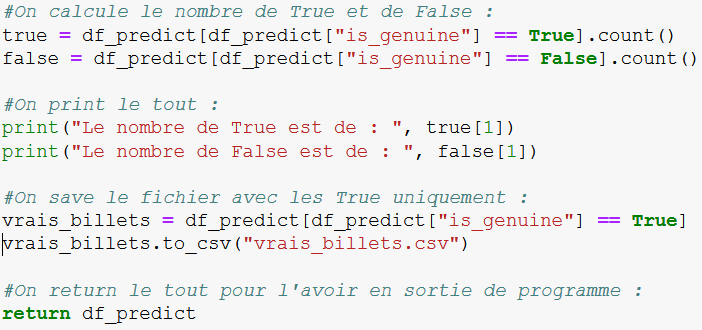 #On calcule le nombre de True et de False :
true = df_predict[df_predict["is_genuine"] == True].count()
false = df_predict[df_predict["is_genuine"] == False].count()
#On print le tout :
print("Le nombre de True est de : ", true[1])
print("Le nombre de False est de : ", false[1])
#On save le fichier avec les True uniquement :
vrais_billets = df_predict[df_predict["is_genuine"] == True]
vrais_billets.to_csv("vrais_billets.csv")
#On return le tout pour l'avoir en sortie de programme :
return df_predict